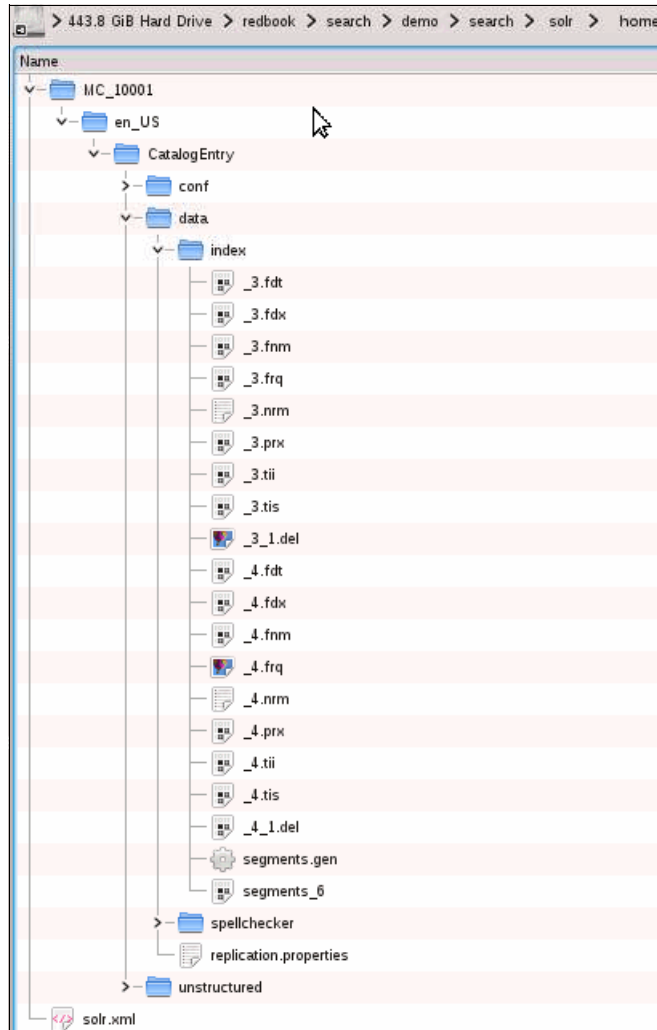 443.8 GiB Hard Drive > redbook > search > demo > search > solr > home
Name
MC_10001
en_US
CatalogEntry
conf
data
index
_3.fdt
_3.fdx
_3.fnm
_3.frq
_3.nrm
_3.prx
_3.tii
_3.tis
_3_1.del
_4.fdt
_4.fdx
_4.fnm
_4.frq
_4.nrm
_4.prx
_4.tii
_4.tis
_4_1.del
segments.gen
segments_6
spellchecker
replication.properties
unstructured
solr.xml